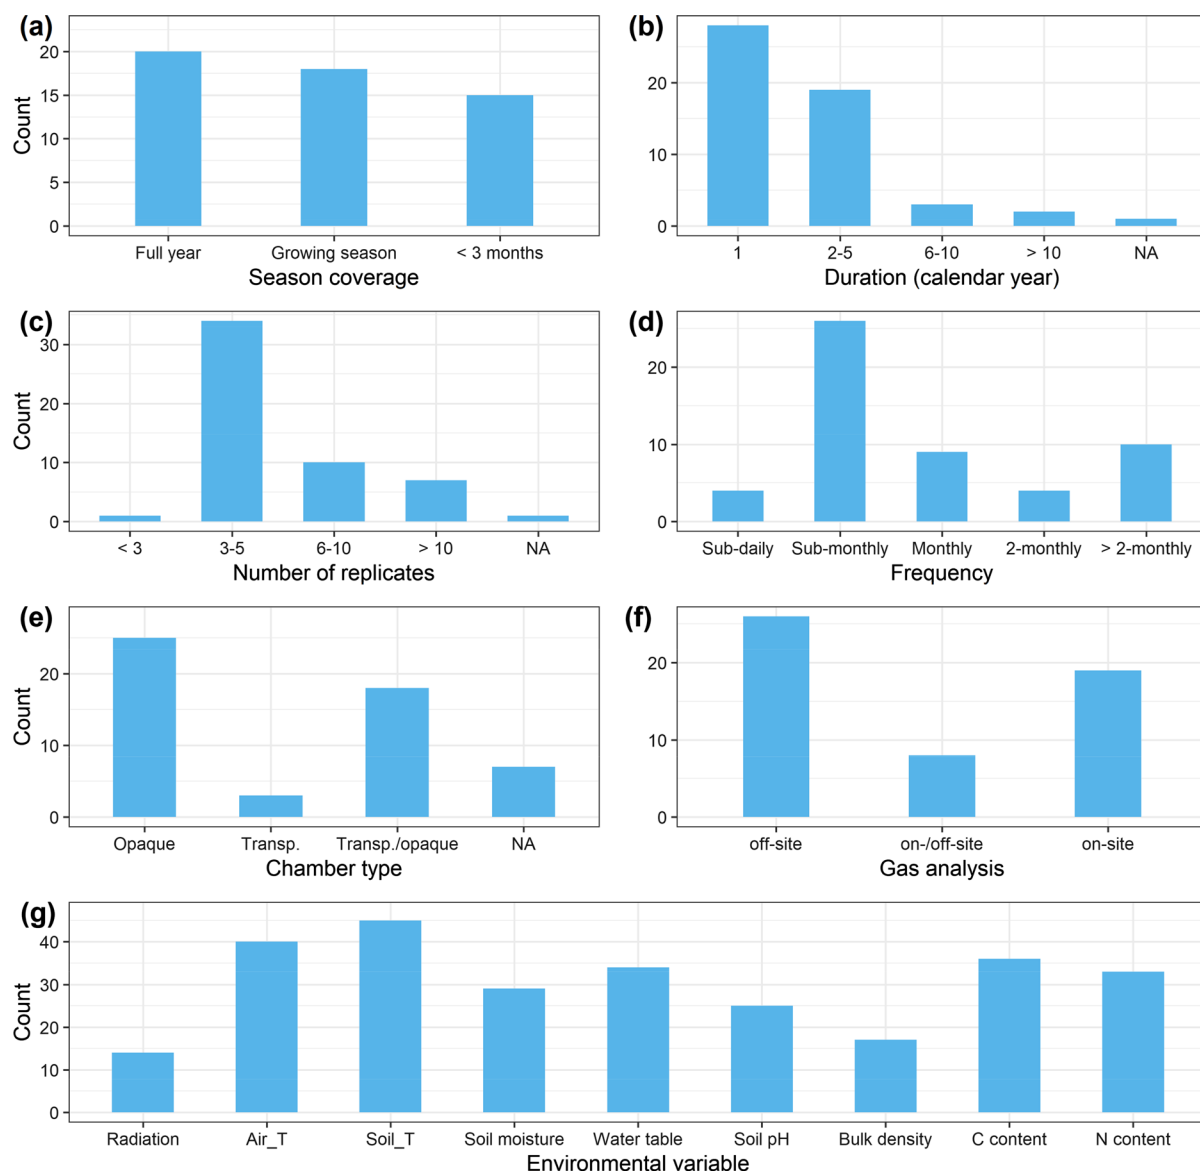 (a)
Count
20
15
10
5
0
Full year Growing season < 3 months
Season coverage
(b)
20
10
0
1 2-5 6-10 > 10 NA
Duration (calendar year)
(c)
Count
30
20
10
0
< 3 3-5 6-10 > 10 NA
Number of replicates
(d)
20
10
0
Sub-daily Sub-monthly Monthly 2-monthly > 2-monthly
Frequency
(e)
Count
20
10
0
Opaque Transp. Transp./opaque NA
Chamber type
(f)
20
10
0
off-site on-/off-site on-site
Gas analysis
(g)
Count
40
30
20
10
0
Radiation Air_T Soil_T Soil moisture Water table Soil pH Bulk density C content N content
Environmental variable